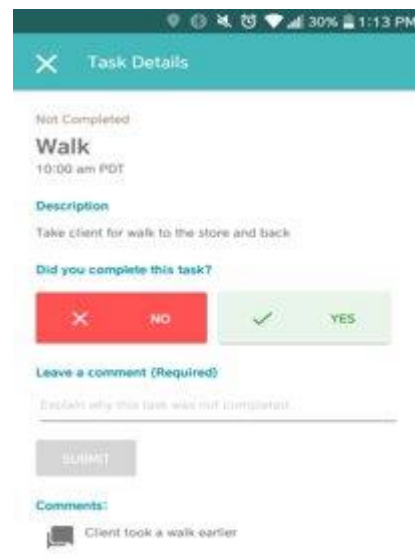 30% 1:13 PM
Task Details
Not Completed
Walk
10:00 am PDT
Description
Take client for walk to the store and back
Did you complete this task?
NO YES
Leave a comment (Required)
Explain why this task was not completed
SUBMIT
Comments:
Client took a walk earlier